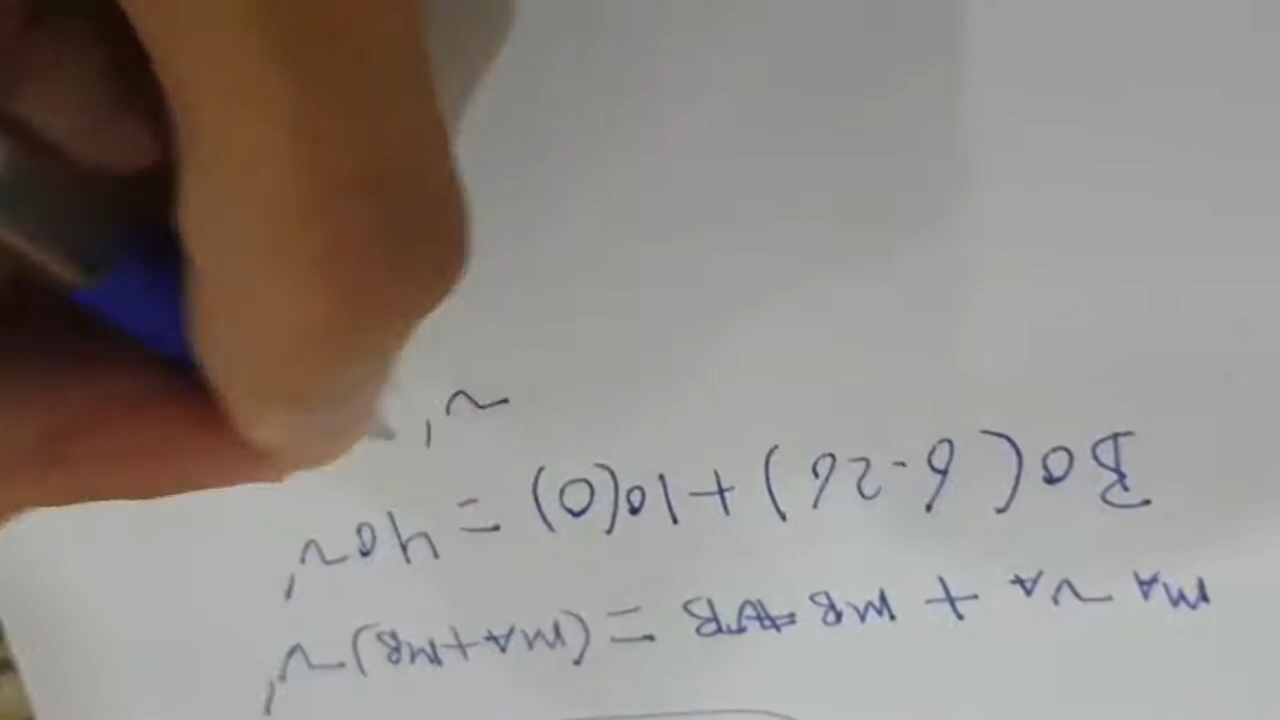 mA vA + mB vB = (mA+mB)v'
30(6.26)+10(0) = 40v'
v'